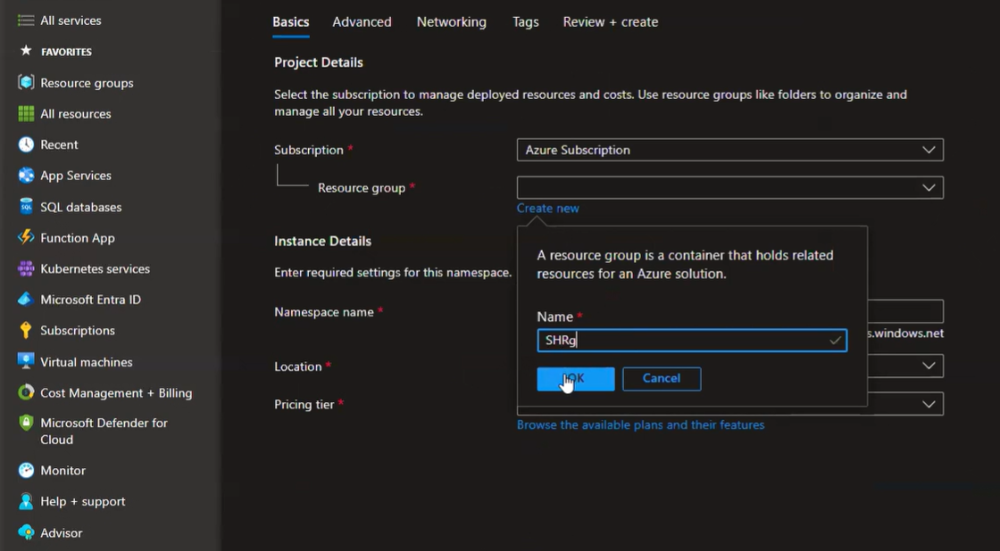 All services
FAVORITES
Resource groups
All resources
Recent
App Services
SQL databases
Function App
Kubernetes services
Microsoft Entra ID
Subscriptions
Virtual machines
Cost Management + Billing
Microsoft Defender for
Cloud
Monitor
Help + support
Advisor
Basics Advanced Networking Tags Review + create
Project Details
Select the subscription to manage deployed resources and costs. Use resource groups like folders to organize and
manage all your resources.
Subscription *
Azure Subscription
Resource group *
Create new
A resource group is a container that holds related
resources for an Azure solution.
Name *
SHRg
OK Cancel
Instance Details
Enter required settings for this namespace.
Namespace name *
s.windows.net
Location *
Pricing tier *
Browse the available plans and their features